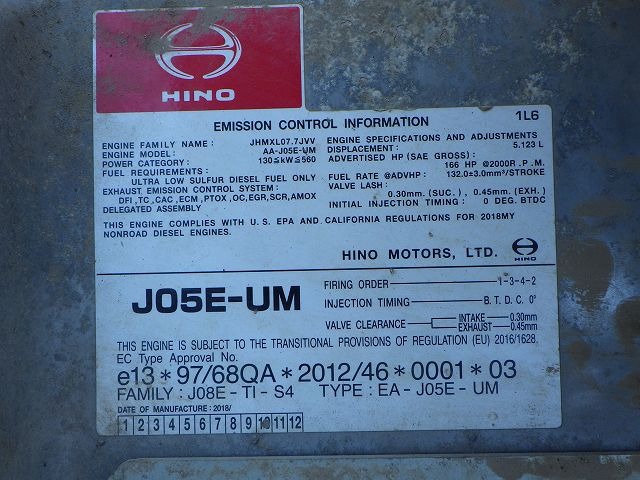 HINO
EMISSION CONTROL INFORMATION 1L6
ENGINE FAMILY NAME : JHMXL07.7JVV
ENGINE MODEL: AA-J05E-UM
POWER CATEGORY: 130≦kW≦560
FUEL REQUIREMENTS:
ULTRA LOW SULFUR DIESEL FUEL ONLY
EXHAUST EMISSION CONTROL SYSTEM :
DFI ,TC ,CAC ,ECM ,PTOX ,OC,EGR,SCR,AMOX
DELEGATED ASSEMBLY
ENGINE SPECIFICATIONS AND ADJUSTMENTS
DISPLACEMENT: 5.123 L
ADVERTISED HP (SAE GROSS) :
166 HP @2000R .P .M.
FUEL RATE @ADVHP : 132.0±3.0mm³/STROKE
VALVE LASH :
0.30mm (SUC.) , 0.45mm (EXH.)
INITIAL INJECTION TIMING : 0 DEG. BTDC
THIS ENGINE COMPLIES WITH U.S. EPA AND CALIFORNIA REGULATIONS FOR 2018MY
NONROAD DIESEL ENGINES.
HINO MOTORS, LTD. HINO
J05E-UM
FIRING ORDER 1-3-4-2
INJECTION TIMING B. T. D. C. 0°
VALVE CLEARANCE INTAKE 0.30mm
EXHAUST 0.45mm
THIS ENGINE IS SUBJECT TO THE TRANSITIONAL PROVISIONS OF REGULATION (EU) 2016/1628.
EC Type Approval No.
e13*97/68QA*2012/46*0001*03
FAMILY : J08E-TI-S4 TYPE : EA-J05E-UM
DATE OF MANUFACTURE : 2018/
1 2 3 4 5 6 7 8 9 10 11 12